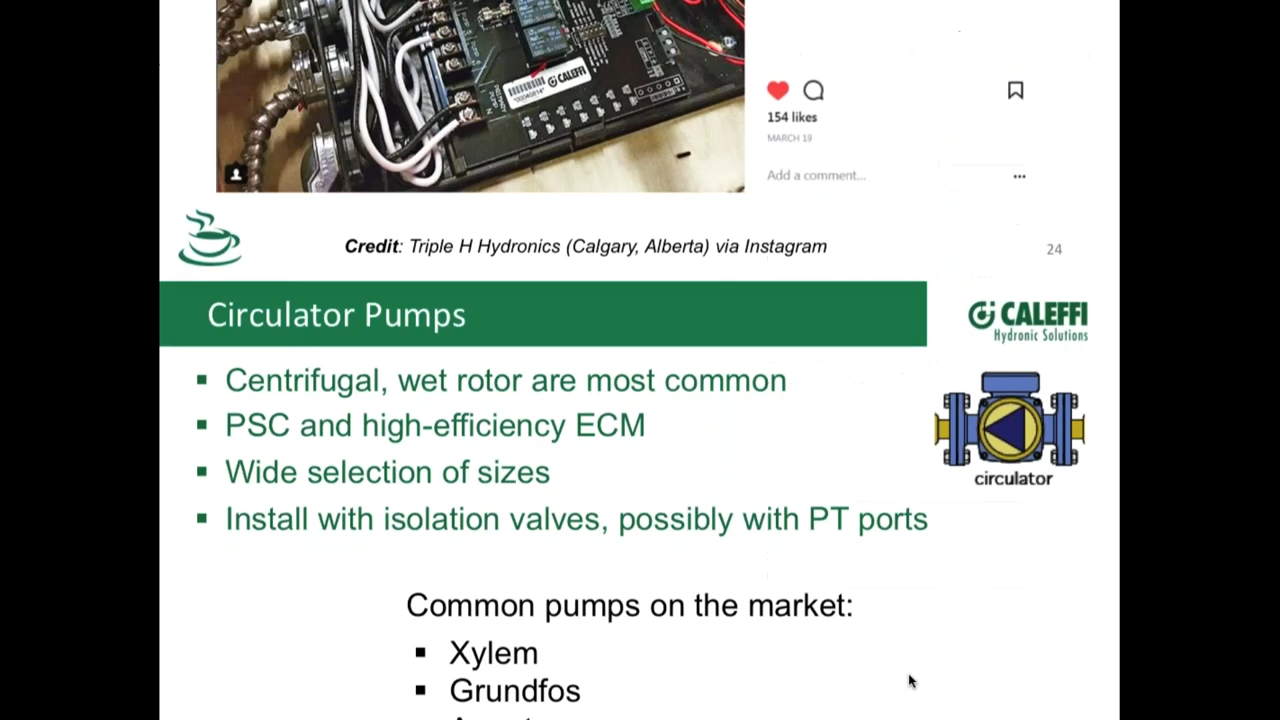 CALEFFI
154 likes
MARCH 19
Add a comment...
Credit: Triple H Hydronics (Calgary, Alberta) via Instagram
24
Circulator Pumps
CALEFFI
Hydronic Solutions
▪ Centrifugal, wet rotor are most common
▪ PSC and high-efficiency ECM
▪ Wide selection of sizes
▪ Install with isolation valves, possibly with PT ports
circulator
Common pumps on the market:
▪ Xylem
▪ Grundfos